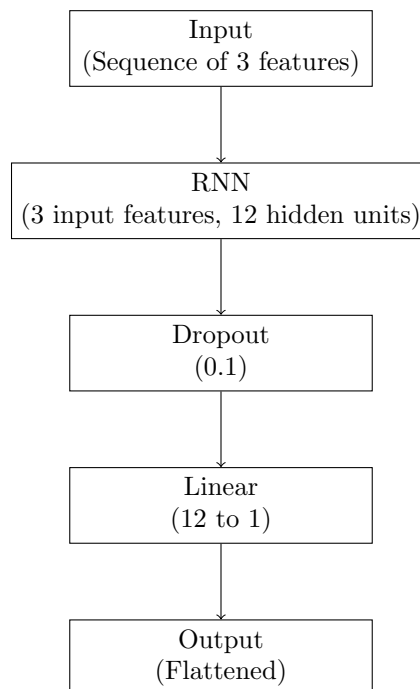 Input
(Sequence of 3 features)
RNN
(3 input features, 12 hidden units)
Dropout
(0.1)
Linear
(12 to 1)
Output
(Flattened)